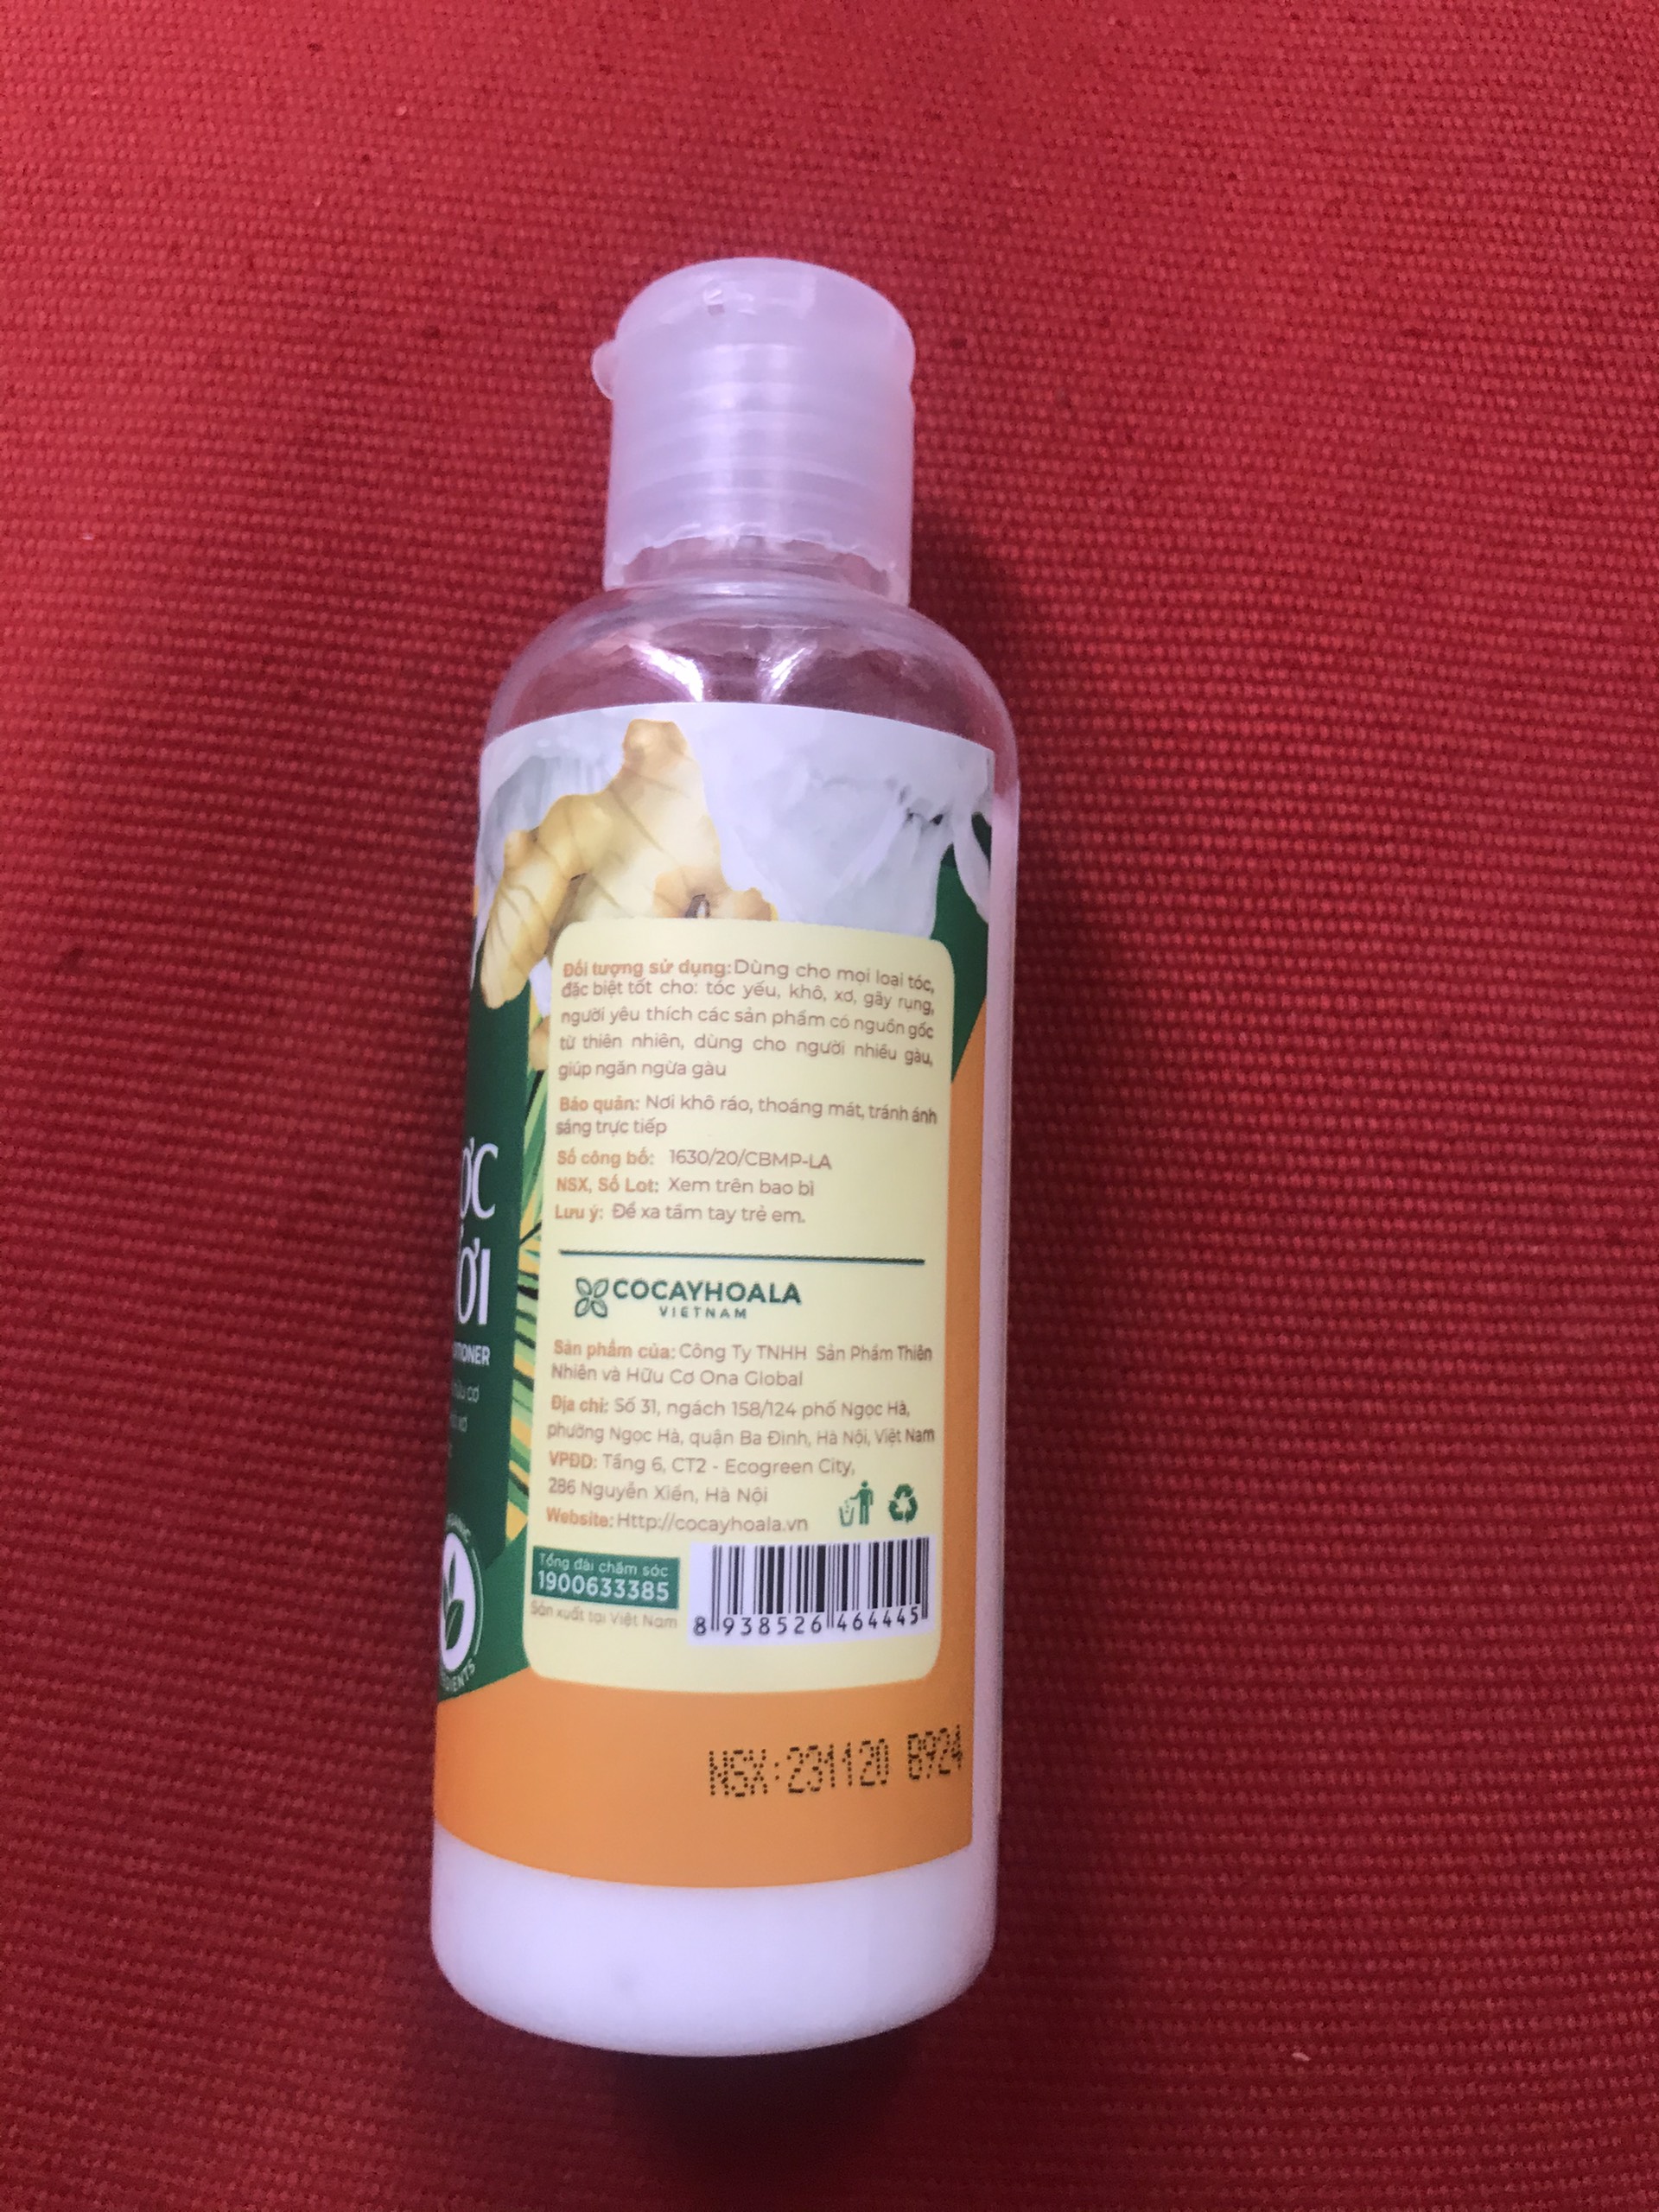 Đối tượng sử dụng: Dùng cho mọi loại tóc,
đặc biệt tốt cho: tóc yếu, khô, xơ, gãy rụng,
người yêu thích các sản phẩm có nguồn gốc
từ thiên nhiên, dùng cho người nhiều gàu,
giúp ngăn ngừa gàu
Bảo quản: Nơi khô ráo, thoáng mát, tránh ánh
sáng trực tiếp
Số công bố: 1630/20/CBMP-LA
NSX, Số Lot: Xem trên bao bì
Lưu ý: Để xa tầm tay trẻ em.
COCAYHOALA
VIETNAM
Sản phẩm của: Công Ty TNHH Sản Phẩm Thiên
Nhiên và Hữu Cơ Ona Global
Địa chỉ: Số 31, ngách 158/124 phố Ngọc Hà,
phường Ngọc Hà, quận Ba Đình, Hà Nội, Việt Nam
VPĐD: Tầng 6, CT2 - Ecogreen City,
286 Nguyễn Xiển, Hà Nội
Website: Http://cocayhoala.vn
Tổng đài chăm sóc
1900633385
Sản xuất tại Việt Nam
8 938526 464445
NSX:231120 B924